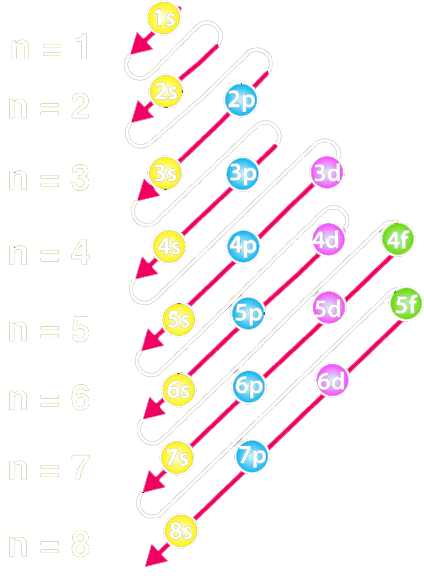 n = 1 1s
n = 2 2s 2p
n = 3 3s 3p 3d
n = 4 4s 4p 4d 4f
n = 5 5s 5p 5d 5f
n = 6 6s 6p 6d
n = 7 7s 7p
n = 8 8s